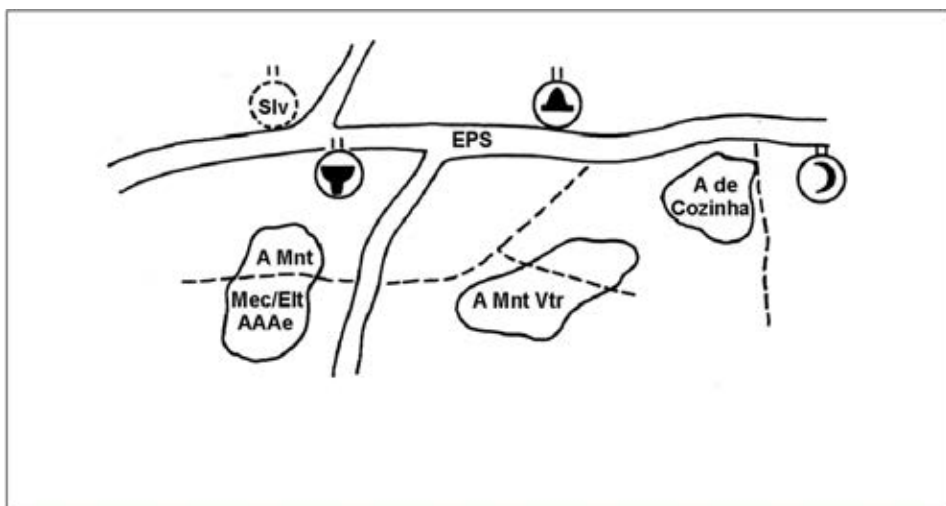 Slv
EPS
A de
Cozinha
A Mnt
Mec/Elt
AAAe
A Mnt Vtr